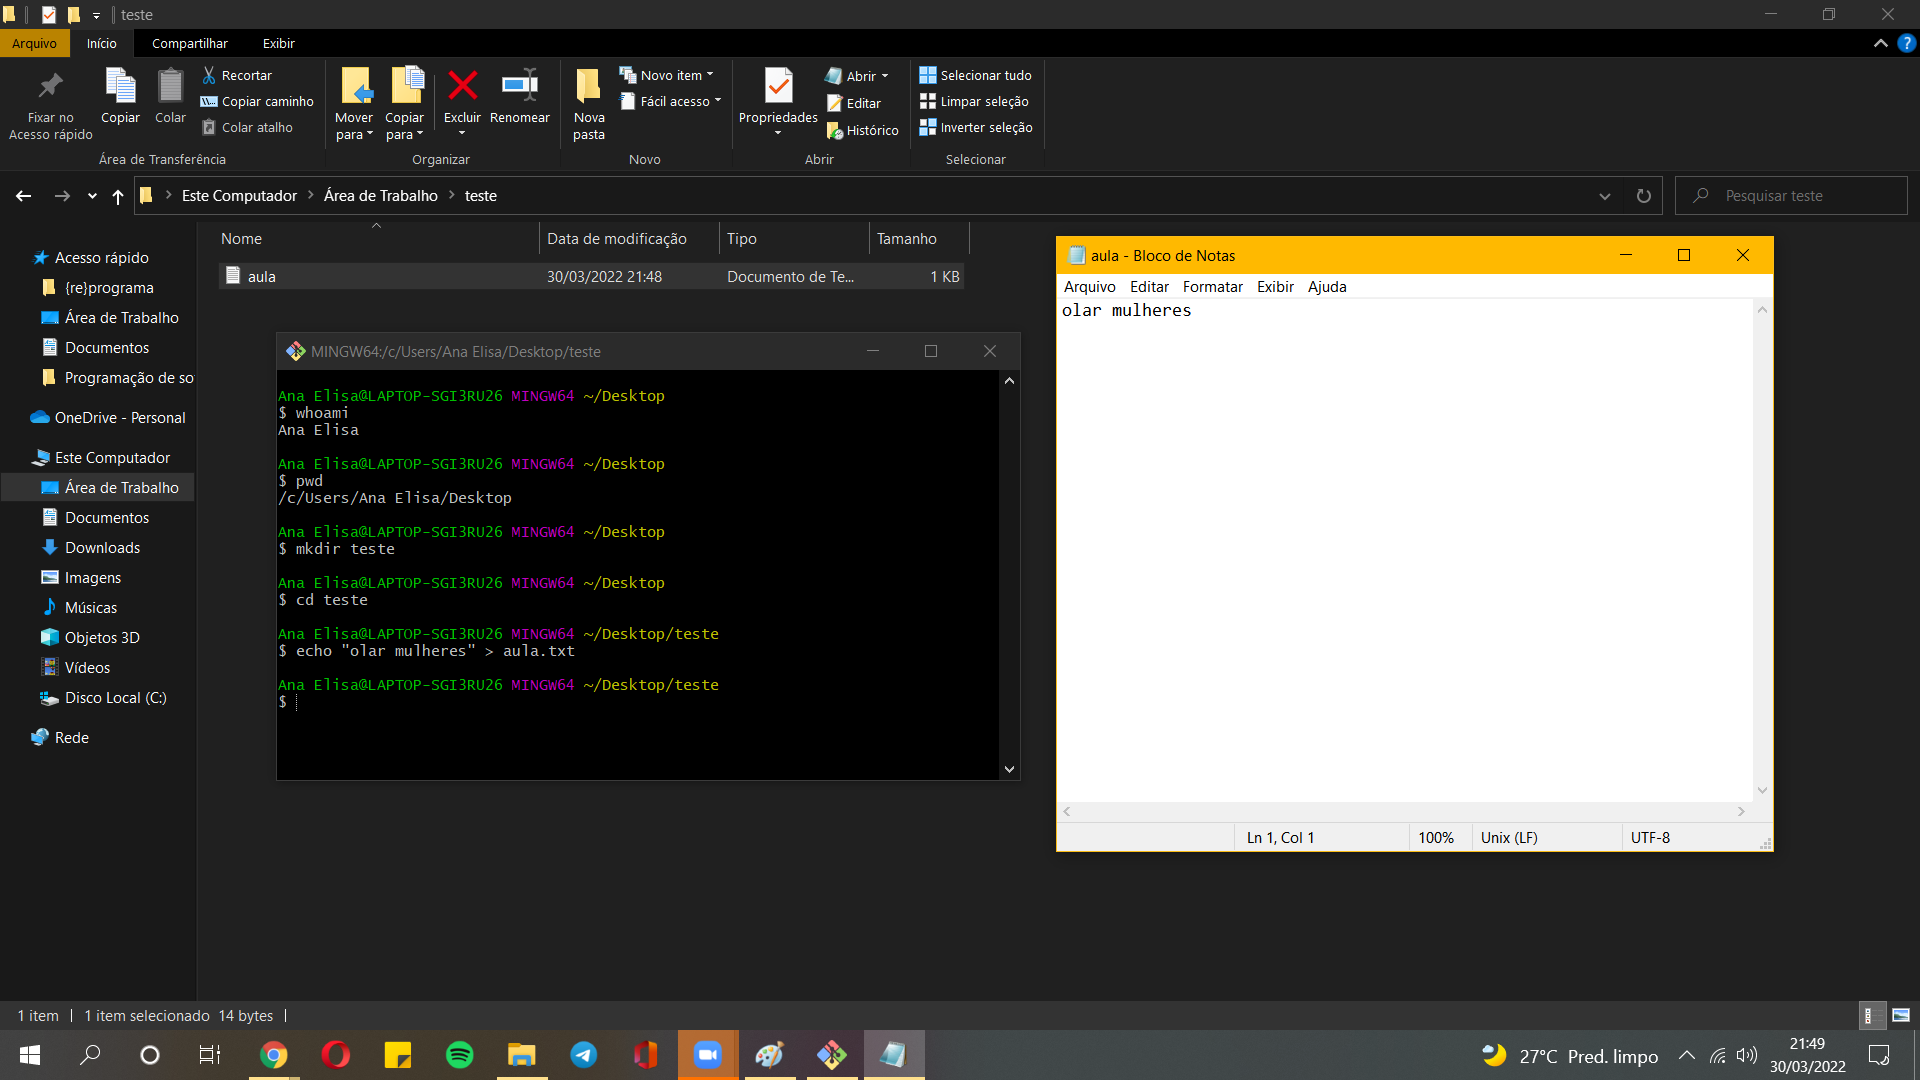 teste
Arquivo Início Compartilhar Exibir
Fixar no Acesso rápido
Copiar
Colar
Recortar
Copiar caminho
Colar atalho
Área de Transferência
Mover para
Copiar para
Excluir
Renomear
Organizar
Nova pasta
Novo item
Fácil acesso
Novo
Propriedades
Abrir
Editar
Histórico
Abrir
Selecionar tudo
Limpar seleção
Inverter seleção
Selecionar
Este Computador Área de Trabalho teste
Pesquisar teste
Acesso rápido
{re}programa
Área de Trabalho
Documentos
Programação de so
OneDrive - Personal
Este Computador
Área de Trabalho
Documentos
Downloads
Imagens
Músicas
Objetos 3D
Vídeos
Disco Local (C:)
Rede
Nome Data de modificação Tipo Tamanho
aula 30/03/2022 21:48 Documento de Te... 1 KB
MINGW64:/c/Users/Ana Elisa/Desktop/teste
Ana Elisa@LAPTOP-SGI3RU26 MINGW64 ~/Desktop
$ whoami
Ana Elisa
Ana Elisa@LAPTOP-SGI3RU26 MINGW64 ~/Desktop
$ pwd
/c/Users/Ana Elisa/Desktop
Ana Elisa@LAPTOP-SGI3RU26 MINGW64 ~/Desktop
$ mkdir teste
Ana Elisa@LAPTOP-SGI3RU26 MINGW64 ~/Desktop
$ cd teste
Ana Elisa@LAPTOP-SGI3RU26 MINGW64 ~/Desktop/teste
$ echo "olar mulheres" > aula.txt
Ana Elisa@LAPTOP-SGI3RU26 MINGW64 ~/Desktop/teste
$
aula - Bloco de Notas
Arquivo Editar Formatar Exibir Ajuda
olar mulheres
Ln 1, Col 1 100% Unix (LF) UTF-8
1 item 1 item selecionado 14 bytes
27°C Pred. limpo
21:49
30/03/2022